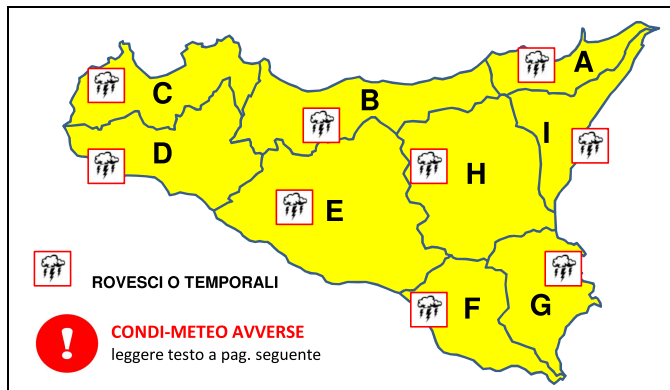 A
C
B
I
D
H
E
F
G
ROVESCI O TEMPORALI
! CONDI-METEO AVVERSE
leggere testo a pag. seguente